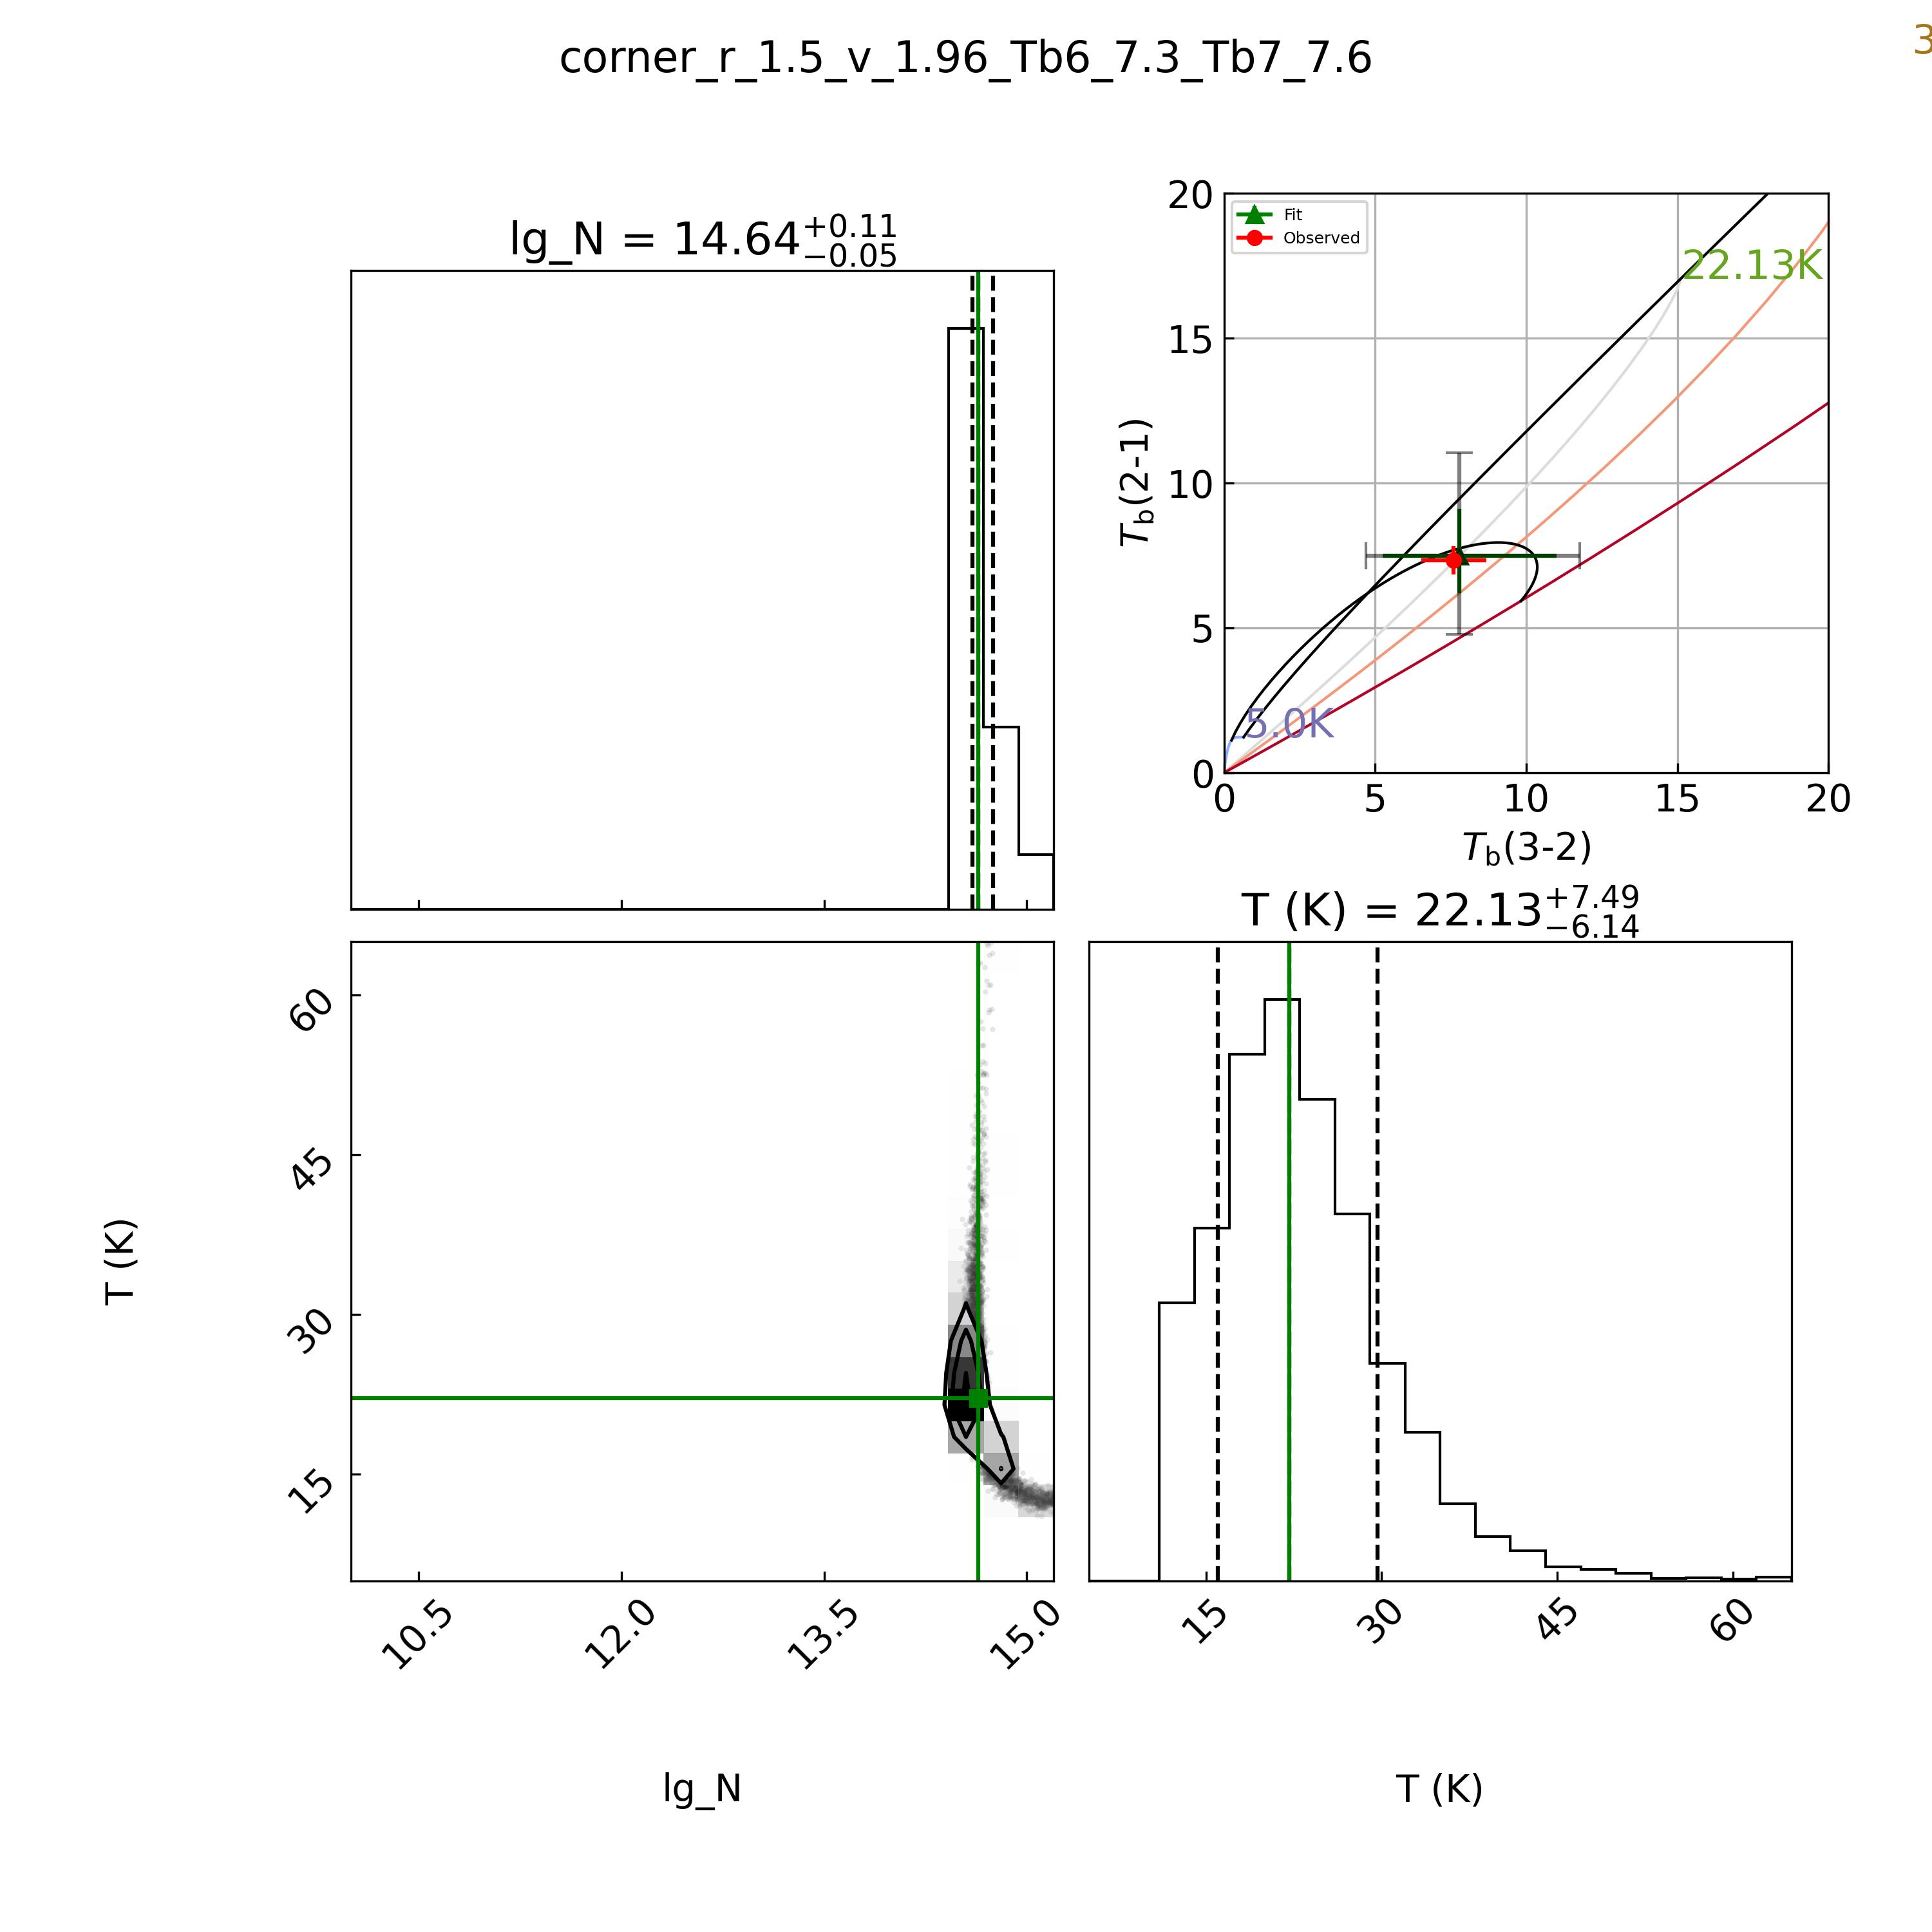 corner_r_1.5_v_1.96_Tb6_7.3_Tb7_7.6
3
lg_N = 14.64 +0.11 −0.05
Fit
Observed
22.13K
5.0K
20
15
10
5
0
T_b(2-1)
0 5 10 15 20
T_b(3-2)
T (K) = 22.13 +7.49 −6.14
60
45
30
15
T (K)
10.5 12.0 13.5 15.0
lg_N
15 30 45 60
T (K)